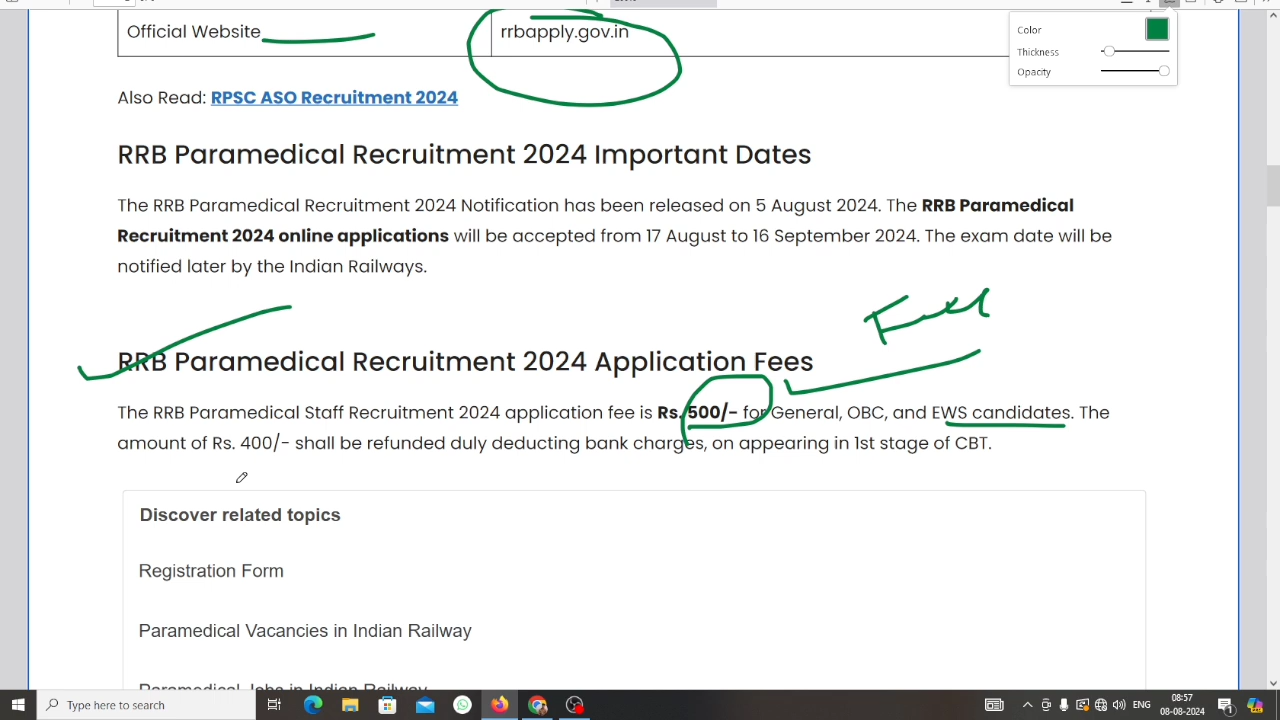 Color
Official Website rrbapply.gov.in
Thickness
Opacity
Also Read: RPSC ASO Recruitment 2024
RRB Paramedical Recruitment 2024 Important Dates
The RRB Paramedical Recruitment 2024 Notification has been released on 5 August 2024. The RRB Paramedical
Recruitment 2024 online applications will be accepted from 17 August to 16 September 2024. The exam date will be
notified later by the Indian Railways.
RRB Paramedical Recruitment 2024 Application Fees
The RRB Paramedical Staff Recruitment 2024 application fee is Rs. 500/- for General, OBC, and EWS candidates. The
amount of Rs. 400/- shall be refunded duly deducting bank charges, on appearing in 1st stage of CBT.
Discover related topics
Registration Form
Paramedical Vacancies in Indian Railway
Paramedical Jobs in Indian Railway
Type here to search
ENG
08:57
08-08-2024
1